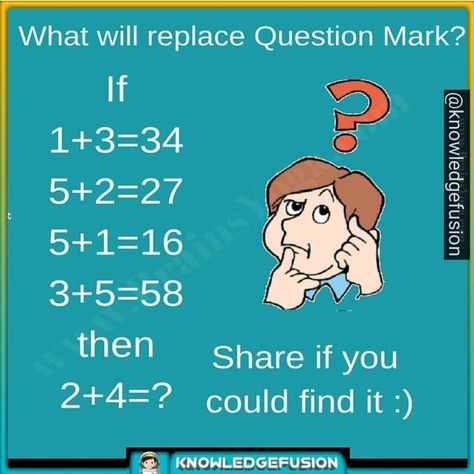 What will replace Question Mark?
If
1+3=34
5+2=27
5+1=16
3+5=58
then
2+4=?
Share if you
could find it :)
@knowledgefusion
KNOWLEDGEFUSION